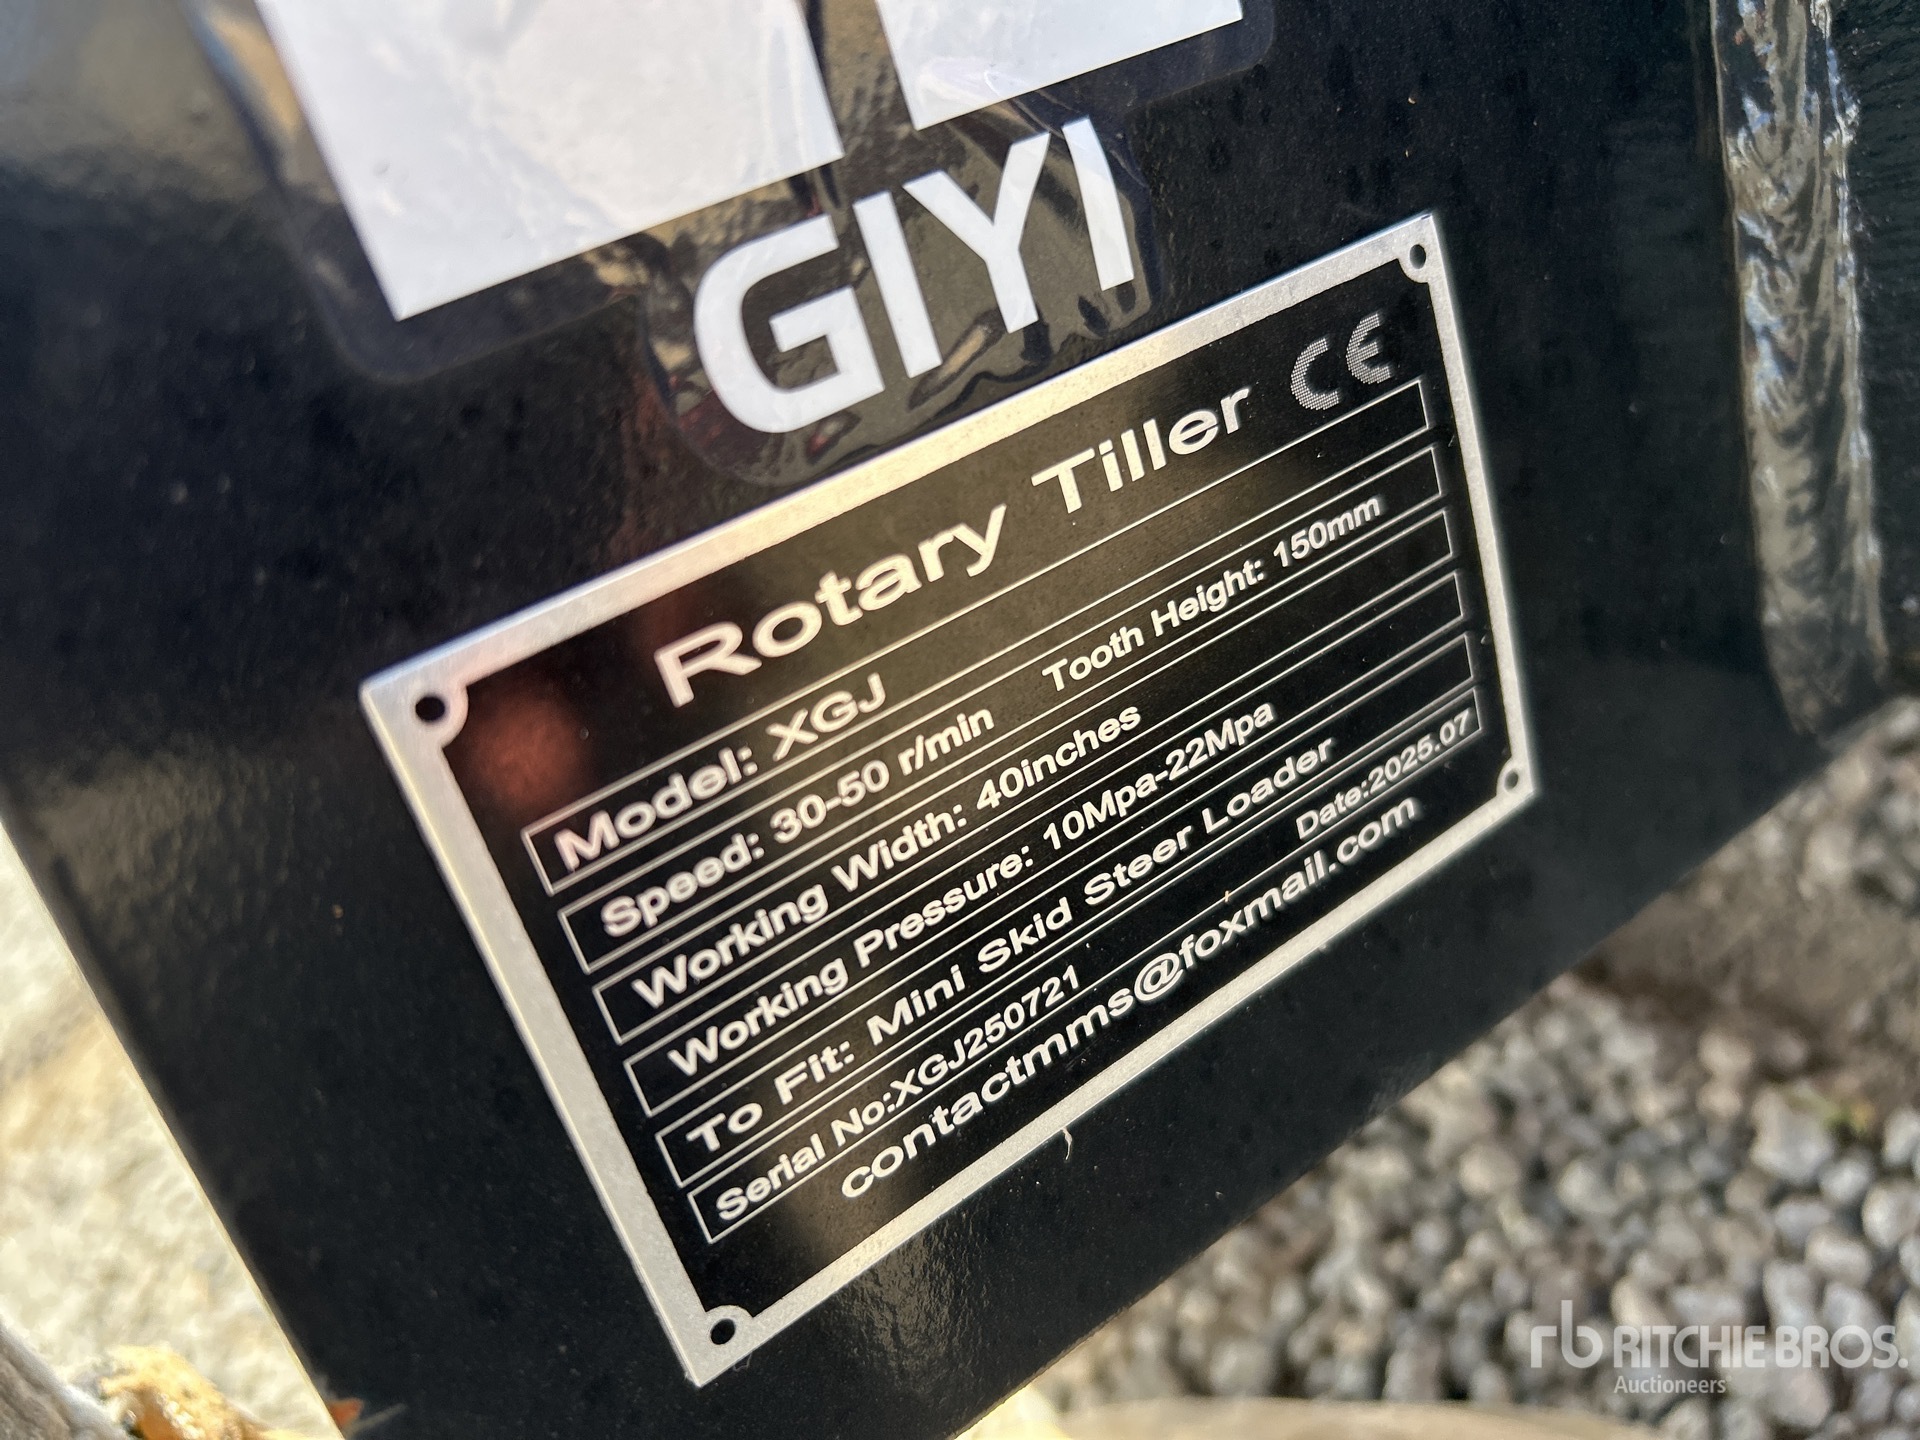 GIYI
Rotary Tiller CE
Model: XGJ
Speed: 30-50 r/min Tooth Height: 150mm
Working Width: 40inches
Working Pressure: 10Mpa-22Mpa
To Fit: Mini Skid Steer Loader
Serial No:XGJ250721 Date:2025.07
contactmms@foxmail.com
rb RITCHIE BROS.
Auctioneers